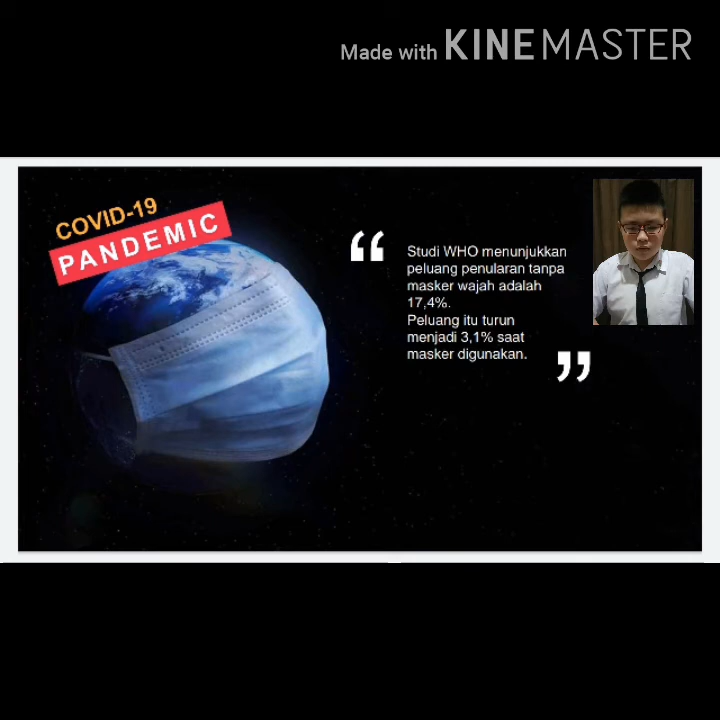 Made with KINEMASTER
COVID-19
PANDEMIC
“
Studi WHO menunjukkan
peluang penularan tanpa
masker wajah adalah
17,4%.
Peluang itu turun
menjadi 3,1% saat
masker digunakan.
”